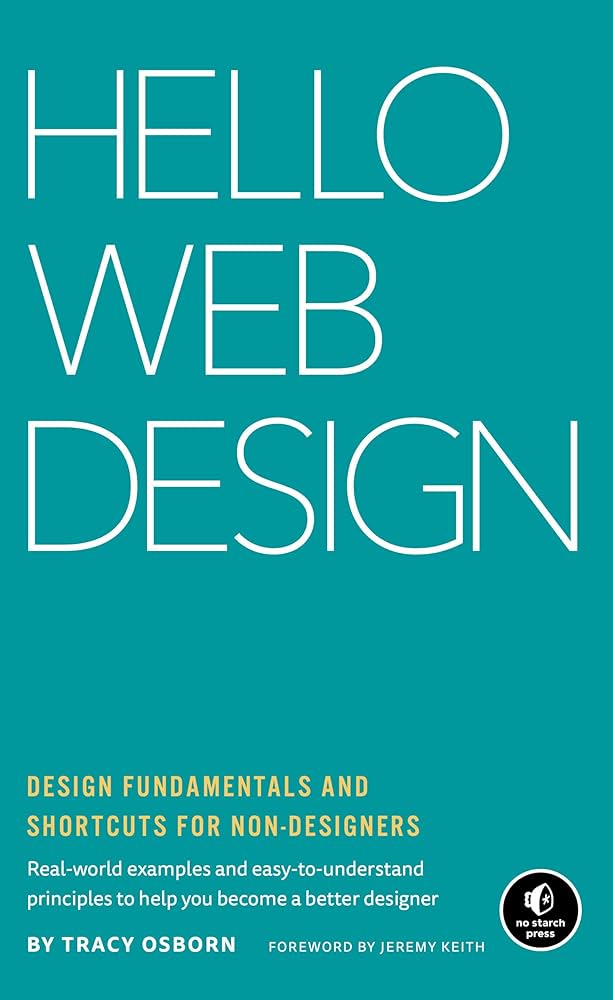 HELLO
WEB
DESIGN
DESIGN FUNDAMENTALS AND
SHORTCUTS FOR NON-DESIGNERS
Real-world examples and easy-to-understand
principles to help you become a better designer
BY TRACY OSBORN FOREWORD BY JEREMY KEITH
no starch
press